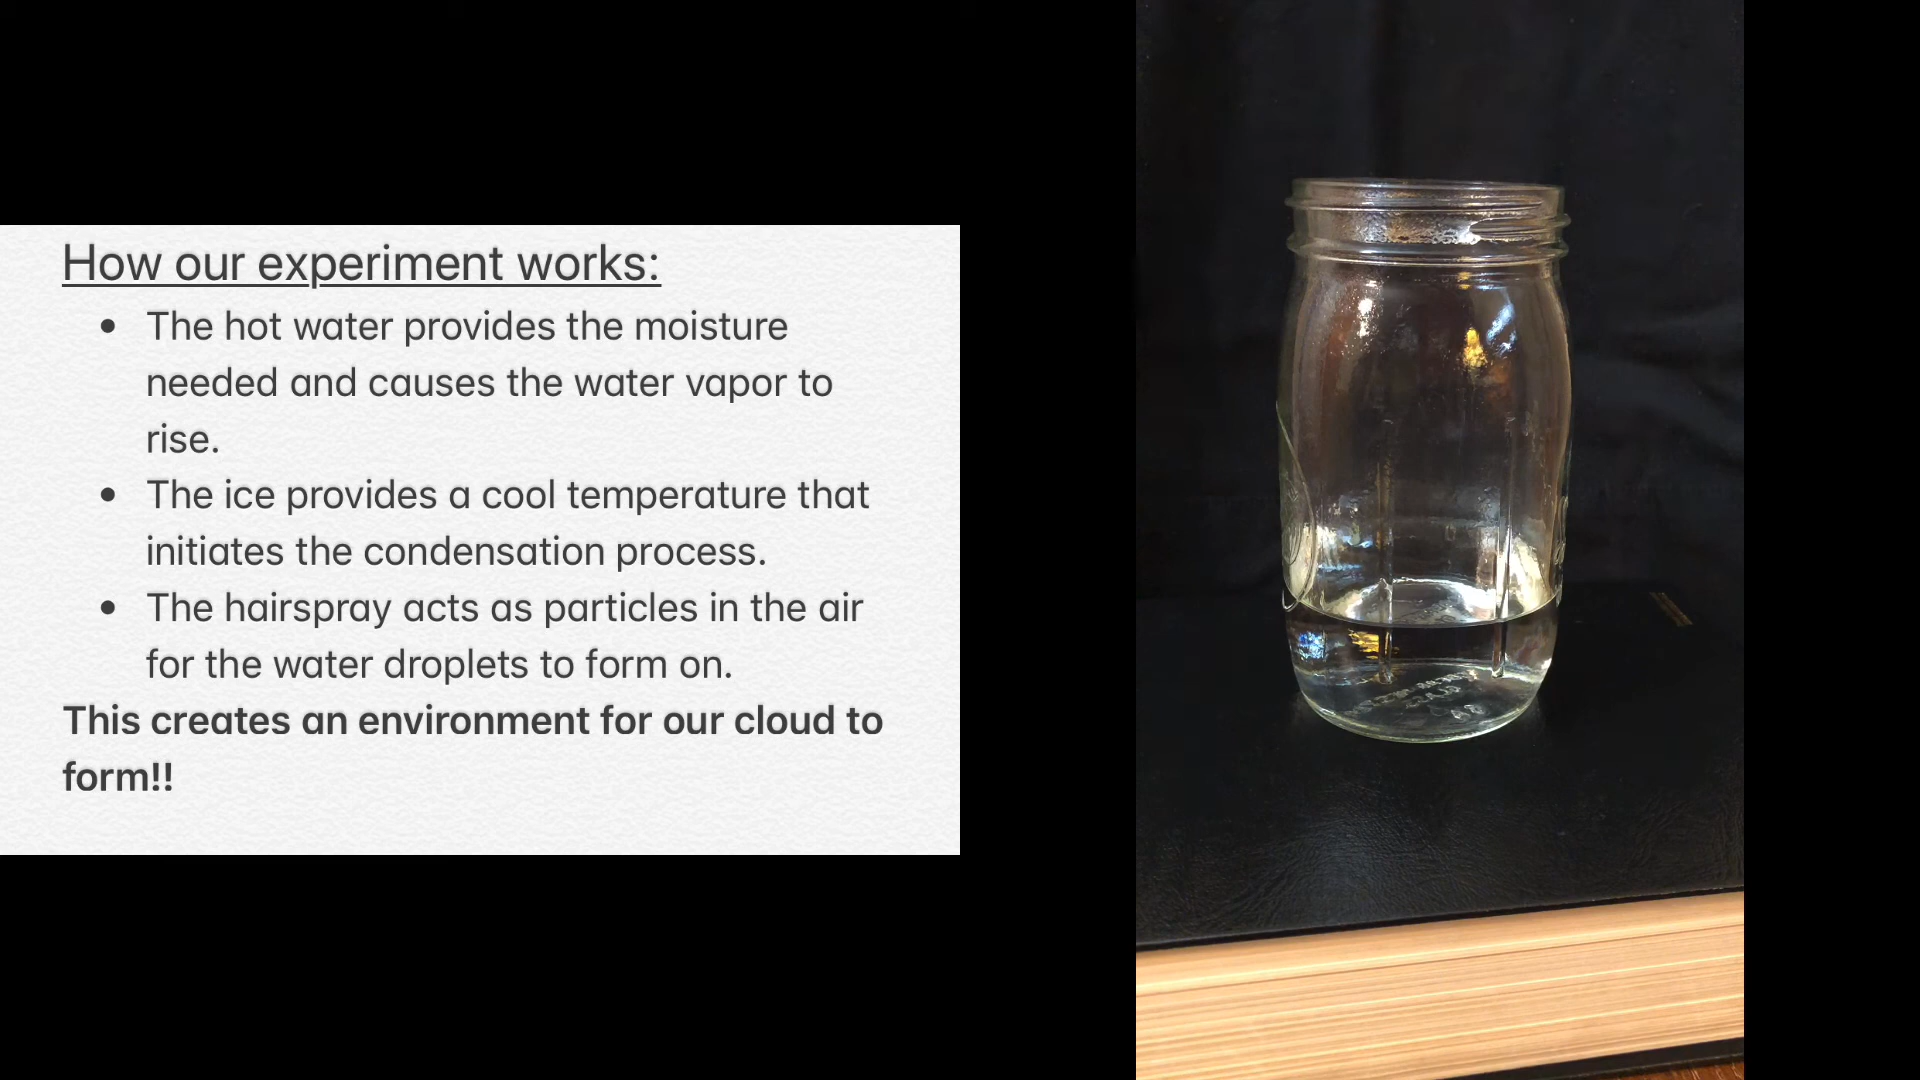 How our experiment works:
• The hot water provides the moisture
needed and causes the water vapor to
rise.
• The ice provides a cool temperature that
initiates the condensation process.
• The hairspray acts as particles in the air
for the water droplets to form on.
This creates an environment for our cloud to
form!!